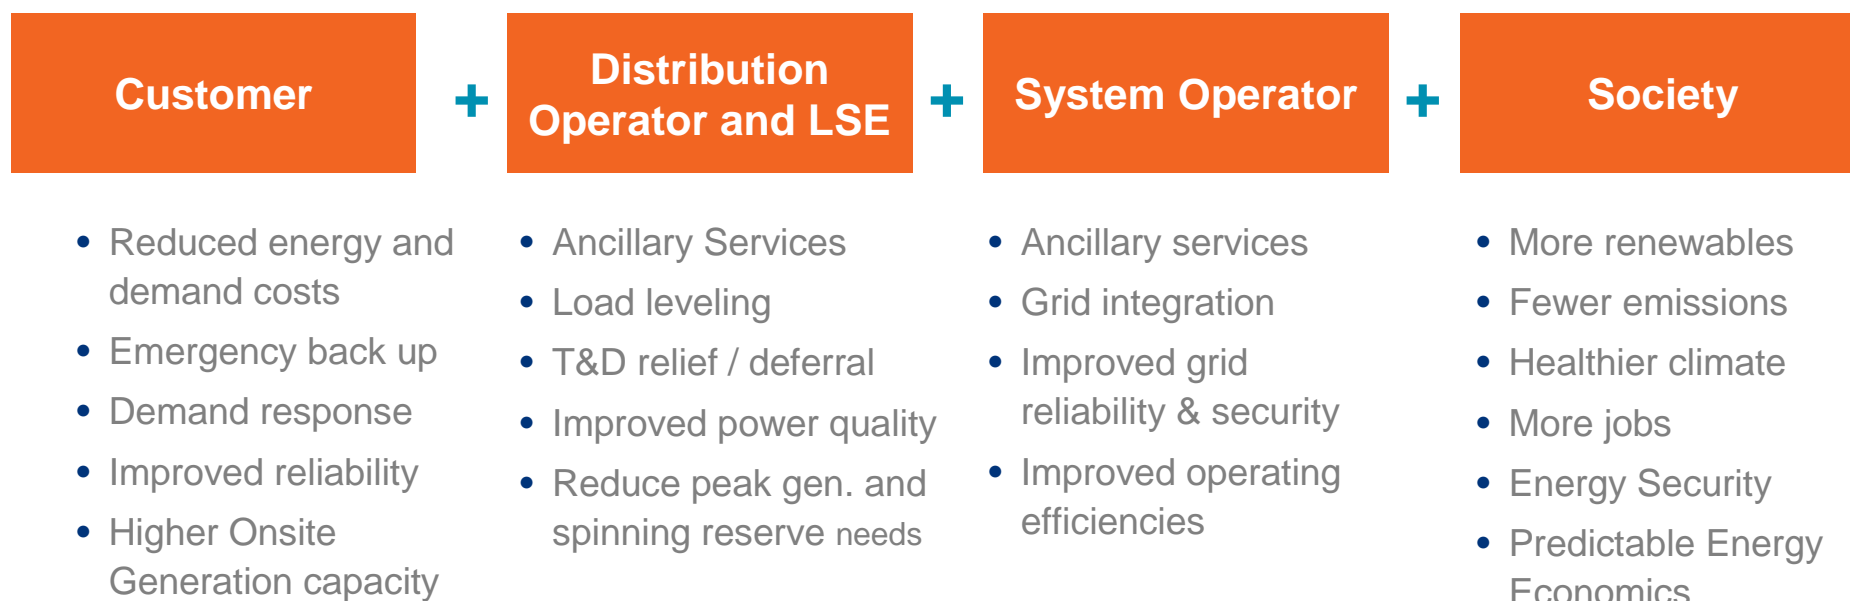 Customer
+
Distribution
Operator and LSE
+
System Operator
+
Society
• Reduced energy and
demand costs
• Emergency back up
• Demand response
• Improved reliability
• Higher Onsite
Generation capacity
• Ancillary Services
• Load leveling
• T&D relief / deferral
• Improved power quality
• Reduce peak gen. and
spinning reserve needs
• Ancillary services
• Grid integration
• Improved grid
reliability & security
• Improved operating
efficiencies
• More renewables
• Fewer emissions
• Healthier climate
• More jobs
• Energy Security
• Predictable Energy
Economics